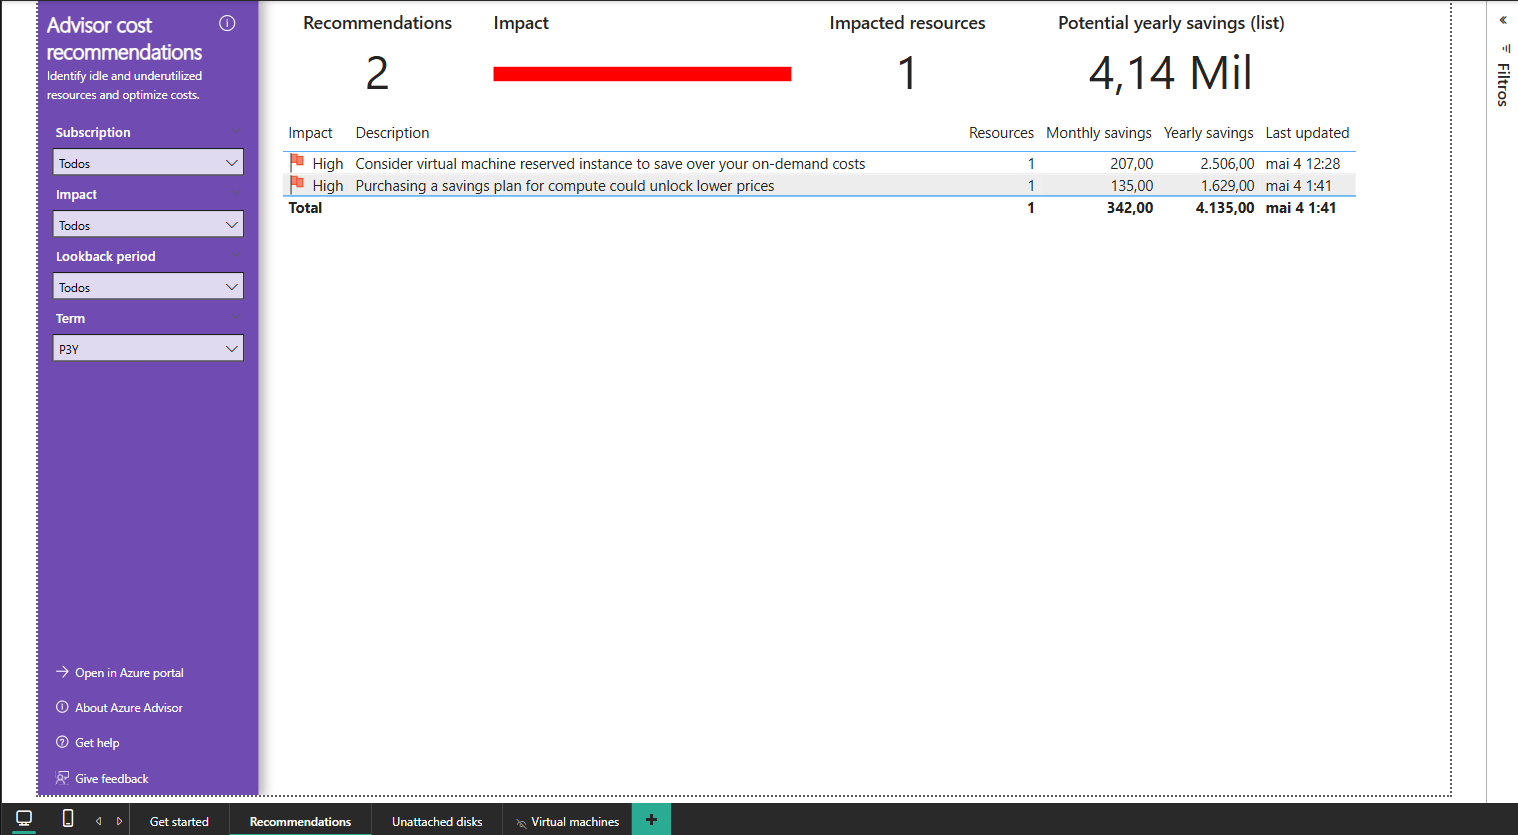 Advisor cost
recommendations
Identify idle and underutilized
resources and optimize costs.
Subscription
Todos
Impact
Todos
Lookback period
Todos
Term
P3Y
Open in Azure portal
About Azure Advisor
Get help
Give feedback
Recommendations Impact Impacted resources Potential yearly savings (list)
2 1 4,14 Mil
Impact Description Resources Monthly savings Yearly savings Last updated
High Consider virtual machine reserved instance to save over your on-demand costs 1 207,00 2.506,00 mai 4 12:28
High Purchasing a savings plan for compute could unlock lower prices 1 135,00 1.629,00 mai 4 1:41
Total 1 342,00 4.135,00 mai 4 1:41
Filtros
Get started Recommendations Unattached disks Virtual machines